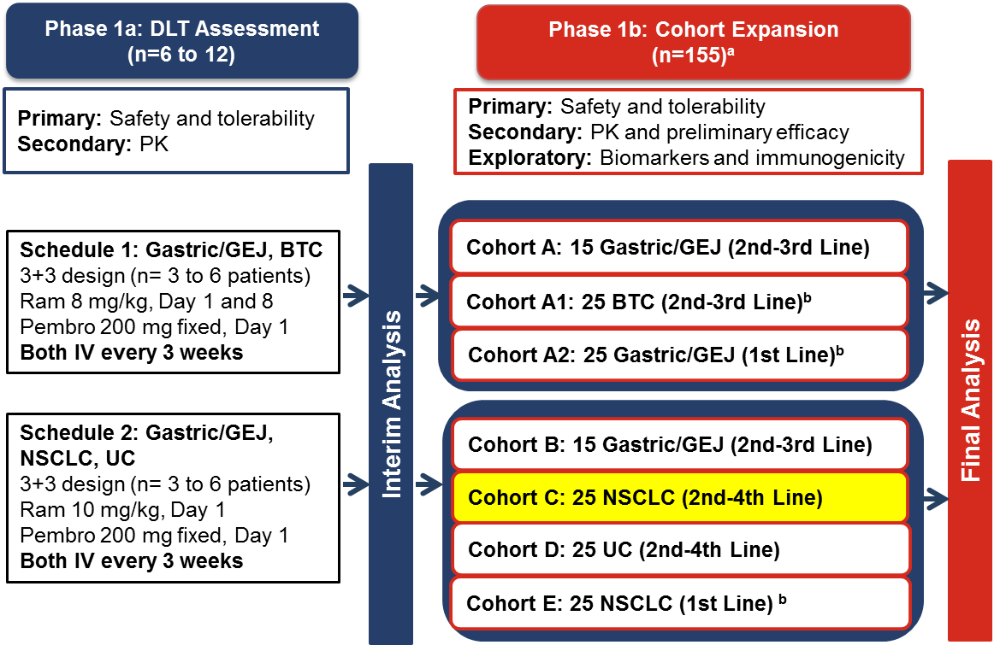 Phase 1a: DLT Assessment
(n=6 to 12)
Primary: Safety and tolerability
Secondary: PK
Schedule 1: Gastric/GEJ, BTC
3+3 design (n= 3 to 6 patients)
Ram 8 mg/kg, Day 1 and 8
Pembro 200 mg fixed, Day 1
Both IV every 3 weeks
Schedule 2: Gastric/GEJ,
NSCLC, UC
3+3 design (n= 3 to 6 patients)
Ram 10 mg/kg, Day 1
Pembro 200 mg fixed, Day 1
Both IV every 3 weeks
Interim Analysis
Phase 1b: Cohort Expansion
(n=155)a
Primary: Safety and tolerability
Secondary: PK and preliminary efficacy
Exploratory: Biomarkers and immunogenicity
Cohort A: 15 Gastric/GEJ (2nd-3rd Line)
Cohort A1: 25 BTC (2nd-3rd Line)b
Cohort A2: 25 Gastric/GEJ (1st Line)b
Cohort B: 15 Gastric/GEJ (2nd-3rd Line)
Cohort C: 25 NSCLC (2nd-4th Line)
Cohort D: 25 UC (2nd-4th Line)
Cohort E: 25 NSCLC (1st Line) b
Final Analysis